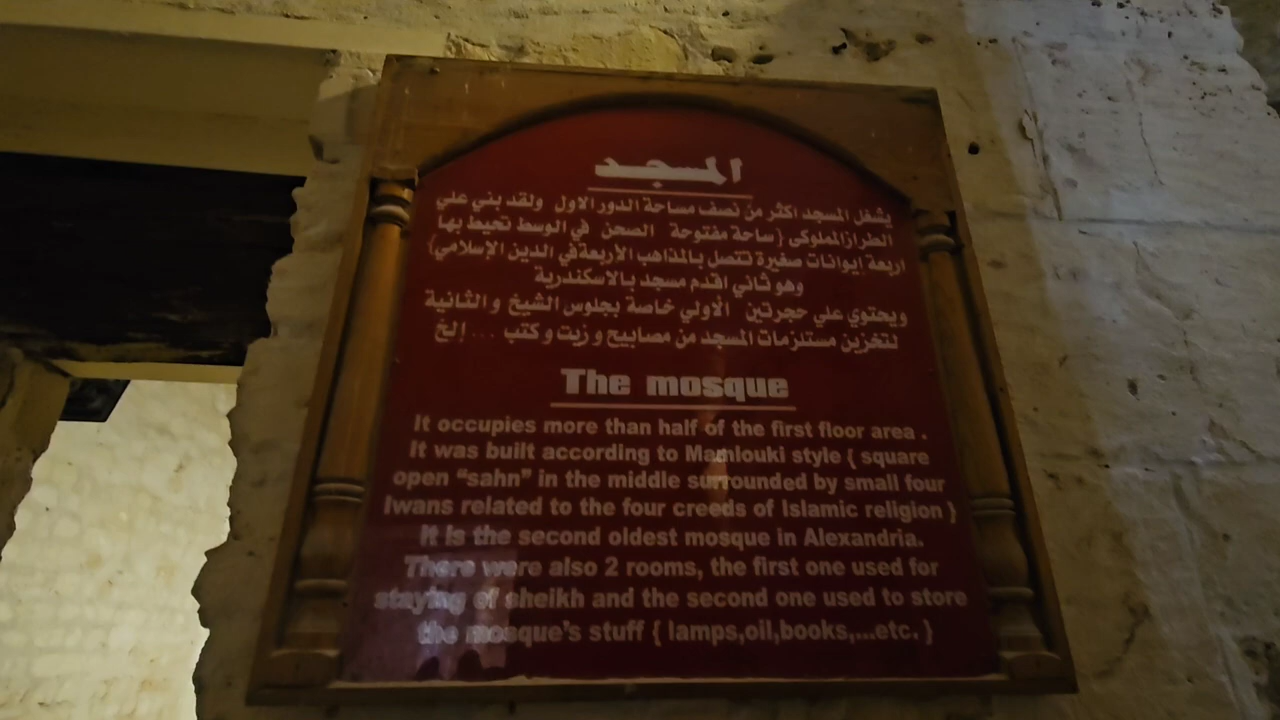 المسجد
يشغل المسجد اكثر من نصف مساحة الدور الاول ولقد بني علي
الطراز المملوكى {ساحة مفتوحة الصحن في الوسط تحيط بها
اربعة إيوانات صغيرة تتصل بالمذاهب الأربعة في الدين الإسلامي}
وهو ثاني اقدم مسجد بالاسكندرية
ويحتوي علي حجرتين الأولي خاصة بجلوس الشيخ و الثانية
لتخزين مستلزمات المسجد من مصابيح و زيت و كتب ... إلخ
The mosque
It occupies more than half of the first floor area .
It was built according to Mamlouki style { square
open “sahn” in the middle surrounded by small four
Iwans related to the four creeds of Islamic religion }
It is the second oldest mosque in Alexandria.
There were also 2 rooms, the first one used for
staying of sheikh and the second one used to store
the mosque's stuff { lamps,oil,books,...etc. }